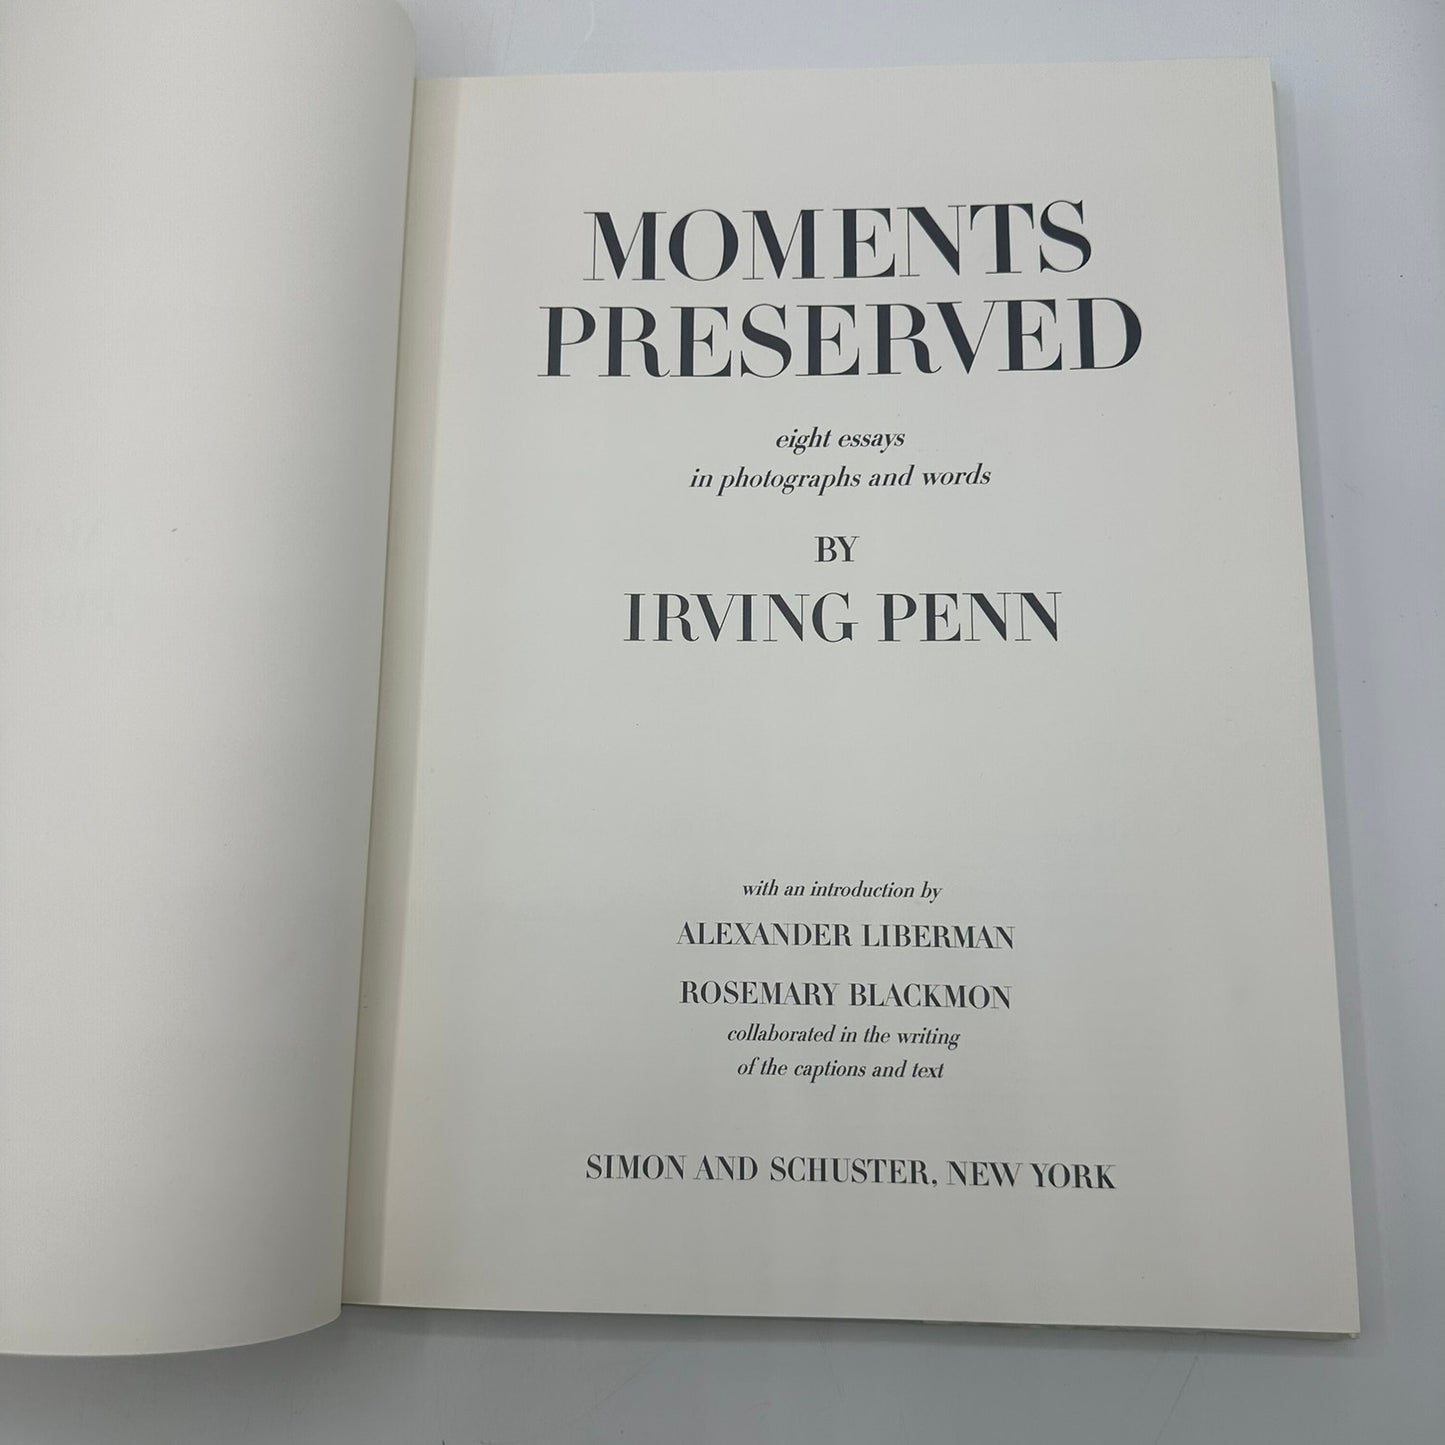 MOMENTS
PRESERVED
eight essays
in photographs and words
BY
IRVING PENN
with an introduction by
ALEXANDER LIBERMAN
ROSEMARY BLACKMON
collaborated in the writing
of the captions and text
SIMON AND SCHUSTER, NEW YORK